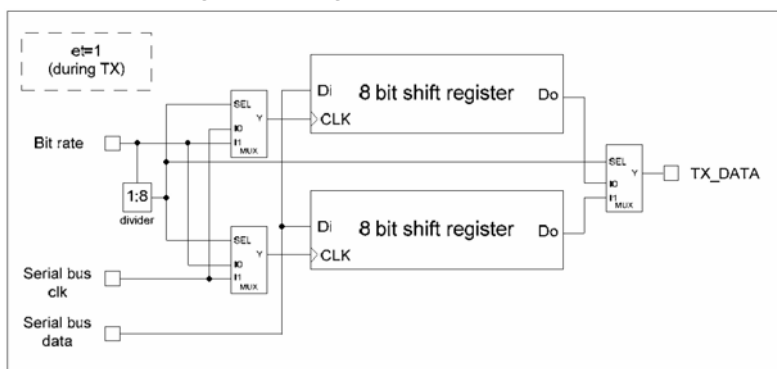 et=1
(during TX)
Bit rate
1:8
divider
Serial bus
clk
Serial bus
data
SEL
I0
I1
Y
MUX
SEL
I0
I1
Y
MUX
Di
8 bit shift register
Do
CLK
Di
8 bit shift register
Do
CLK
SEL
I0
I1
Y
MUX
TX_DATA